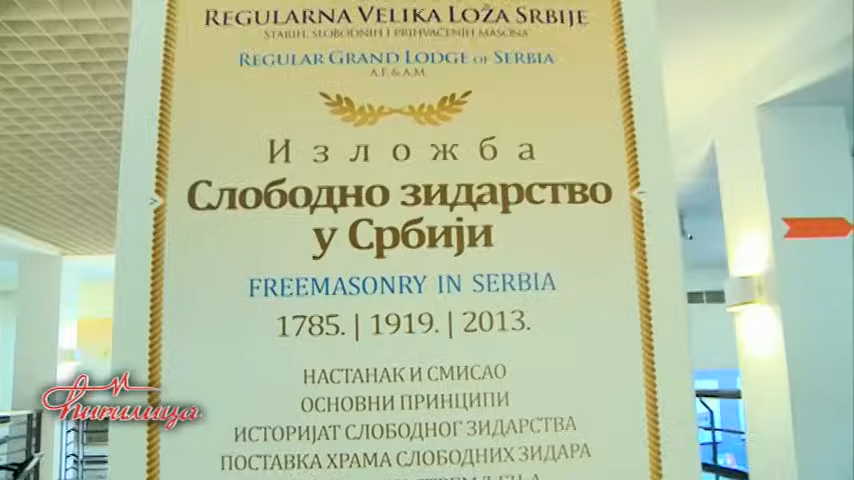 REGULARNA VELIKA LOŽA SRBIJE
STARIH, SLOBODNIH I PRIHVAĆENIH MASONA
REGULAR GRAND LODGE OF SERBIA
A.F. & A.M.
Изложба
Слободно зидарство
у Србији
FREEMASONRY IN SERBIA
1785. | 1919. | 2013.
НАСТАНАК И СМИСАО
ОСНОВНИ ПРИНЦИПИ
ИСТОРИЈАТ СЛОБОДНОГ ЗИДАРСТВА
ПОСТАВКА ХРАМА СЛОБОДНИХ ЗИДАРА
Ћирилица